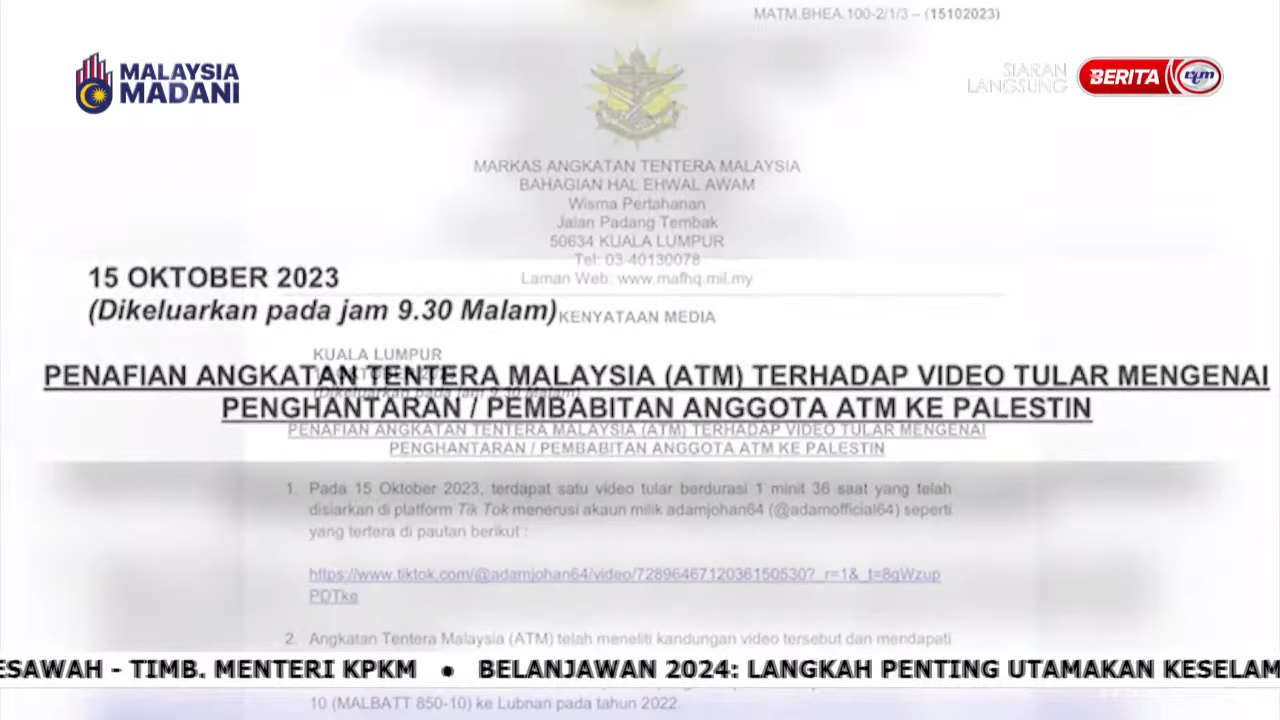 MATM.BHEA.100-2/1/3 – (15102023)
MALAYSIA
MADANI
SIARAN
LANGSUNG
BERITA rtm
MARKAS ANGKATAN TENTERA MALAYSIA
BAHAGIAN HAL EHWAL AWAM
Wisma Pertahanan
Jalan Padang Tembak
50634 KUALA LUMPUR
Tel: 03-40130078
Laman Web: www.mafhq.mil.my
15 OKTOBER 2023
(Dikeluarkan pada jam 9.30 Malam)
KENYATAAN MEDIA
KUALA LUMPUR
PENAFIAN ANGKATAN TENTERA MALAYSIA (ATM) TERHADAP VIDEO TULAR MENGENAI
PENGHANTARAN / PEMBABITAN ANGGOTA ATM KE PALESTIN
(Dikeluarkan pada jam 9.30 Malam)
PENAFIAN ANGKATAN TENTERA MALAYSIA (ATM) TERHADAP VIDEO TULAR MENGENAI
PENGHANTARAN / PEMBABITAN ANGGOTA ATM KE PALESTIN
1. Pada 15 Oktober 2023, terdapat satu video tular berdurasi 1 minit 36 saat yang telah
disiarkan di platform Tik Tok menerusi akaun milik adamjohan64 (@adamofficial64) seperti
yang tertera di pautan berikut :
https://www.tiktok.com/@adamjohan64/video/7289646712036150530?_r=1&_t=8gWzup
PDTke
2. Angkatan Tentera Malaysia (ATM) telah meneliti kandungan video tersebut dan mendapati
ESAWAH - TIMB. MENTERI KPKM ● BELANJAWAN 2024: LANGKAH PENTING UTAMAKAN KESELAM
10 (MALBATT 850-10) ke Lubnan pada tahun 2022.